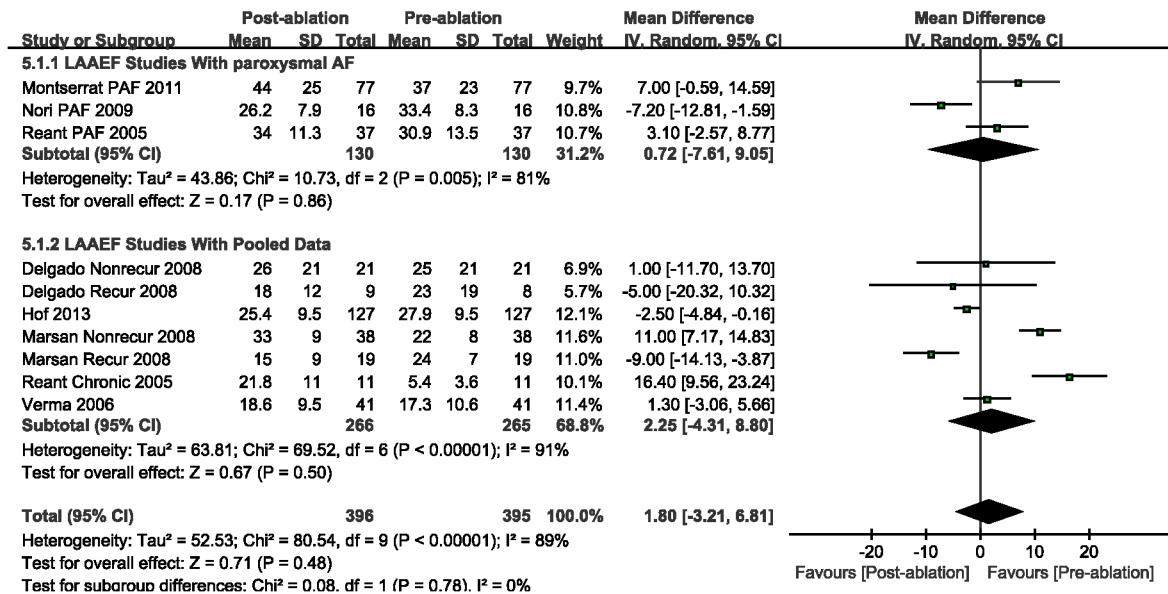 Post-ablation Pre-ablation Mean Difference Mean Difference
Study or Subgroup Mean SD Total Mean SD Total Weight IV. Random. 95% CI IV. Random. 95% CI
5.1.1 LAAEF Studies With paroxysmal AF
Montserrat PAF 2011 44 25 77 37 23 77 9.7% 7.00 [-0.59, 14.59]
Nori PAF 2009 26.2 7.9 16 33.4 8.3 16 10.8% -7.20 [-12.81, -1.59]
Reant PAF 2005 34 11.3 37 30.9 13.5 37 10.7% 3.10 [-2.57, 8.77]
Subtotal (95% CI) 130 130 31.2% 0.72 [-7.61, 9.05]
Heterogeneity: Tau² = 43.86; Chi² = 10.73, df = 2 (P = 0.005); I² = 81%
Test for overall effect: Z = 0.17 (P = 0.86)
5.1.2 LAAEF Studies With Pooled Data
Delgado Nonrecur 2008 26 21 21 25 21 21 6.9% 1.00 [-11.70, 13.70]
Delgado Recur 2008 18 12 9 23 19 8 5.7% -5.00 [-20.32, 10.32]
Hof 2013 25.4 9.5 127 27.9 9.5 127 12.1% -2.50 [-4.84, -0.16]
Marsan Nonrecur 2008 33 9 38 22 8 38 11.6% 11.00 [7.17, 14.83]
Marsan Recur 2008 15 9 19 24 7 19 11.0% -9.00 [-14.13, -3.87]
Reant Chronic 2005 21.8 11 11 5.4 3.6 11 10.1% 16.40 [9.56, 23.24]
Verma 2006 18.6 9.5 41 17.3 10.6 41 11.4% 1.30 [-3.06, 5.66]
Subtotal (95% CI) 266 265 68.8% 2.25 [-4.31, 8.80]
Heterogeneity: Tau² = 63.81; Chi² = 69.52, df = 6 (P < 0.00001); I² = 91%
Test for overall effect: Z = 0.67 (P = 0.50)
Total (95% CI) 396 395 100.0% 1.80 [-3.21, 6.81]
Heterogeneity: Tau² = 52.53; Chi² = 80.54, df = 9 (P < 0.00001); I² = 89%
Test for overall effect: Z = 0.71 (P = 0.48)
Test for subgroup differences: Chi² = 0.08, df = 1 (P = 0.78), I² = 0%
-20 -10 0 10 20
Favours [Post-ablation] Favours [Pre-ablation]